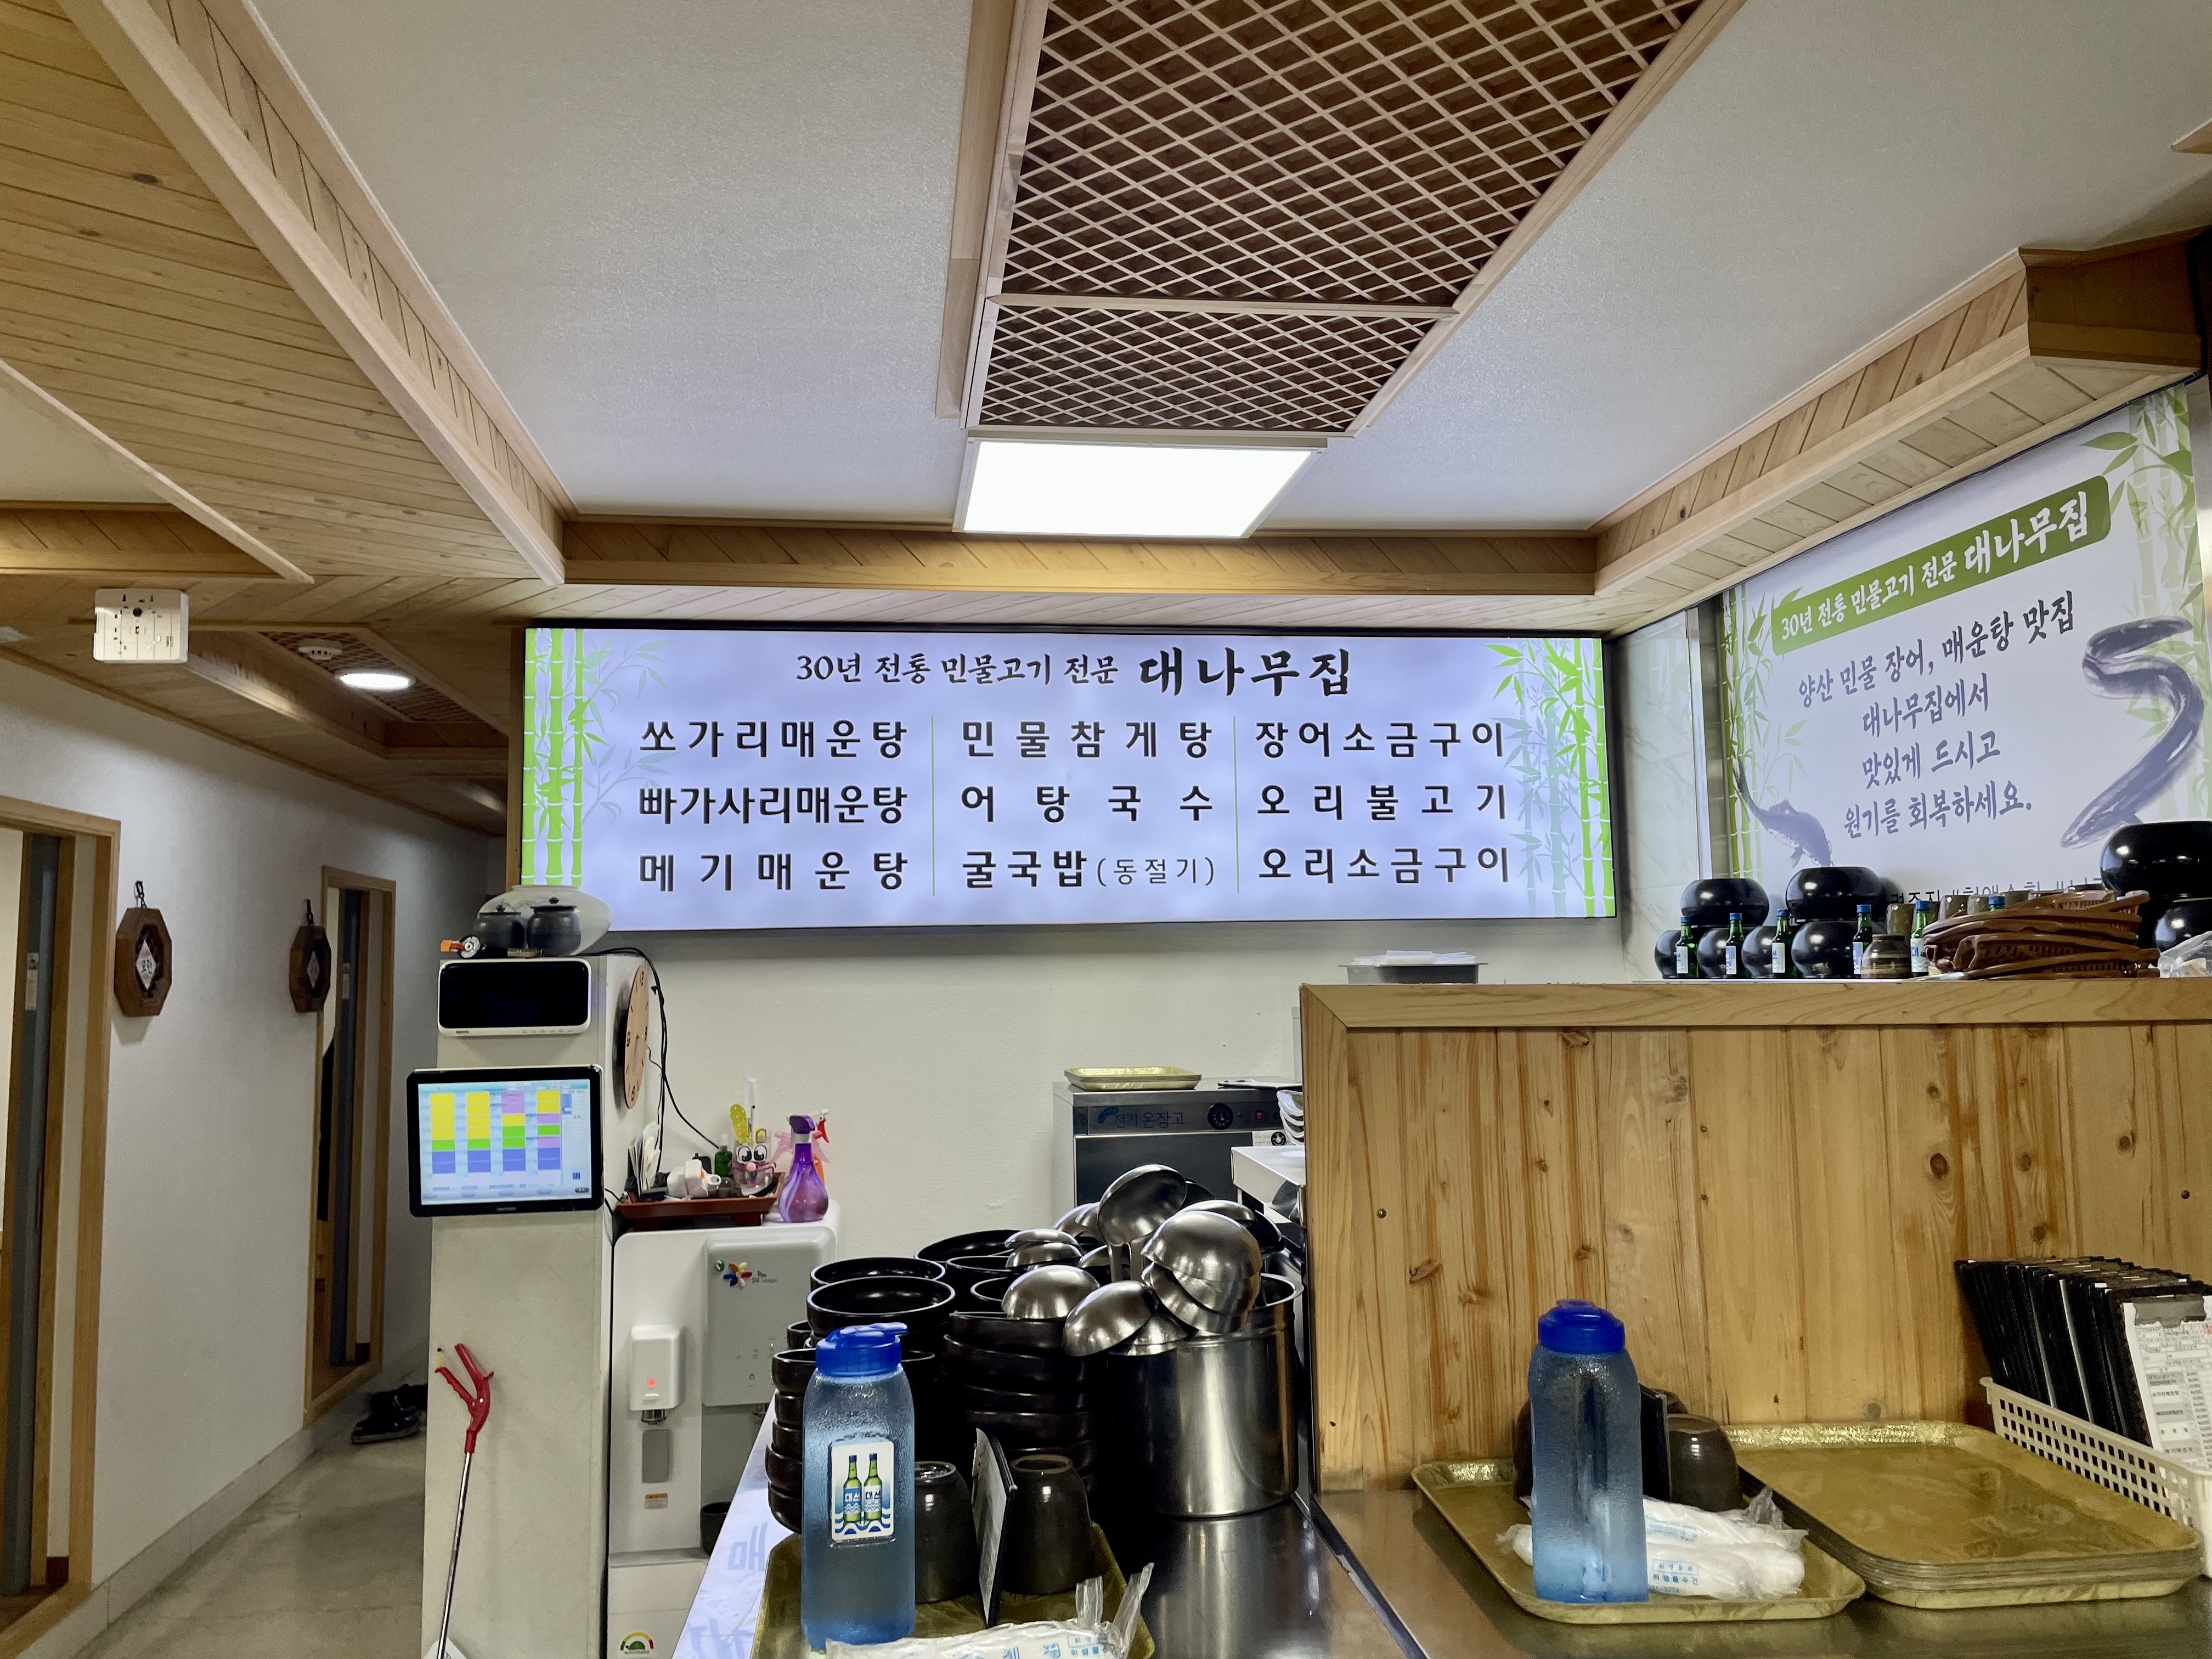 30년 전통 민물고기 전문 대나무집
쏘가리매운탕 민물참게탕 장어소금구이
빠가사리매운탕 어탕국수 오리불고기
메기매운탕 굴국밥(동절기) 오리소금구이
30년 전통 민물고기 전문 대나무집
양산 민물 장어, 매운탕 맛집
대나무집에서
맛있게 드시고
원기를 회복하세요.
전기온장고
SK
대선 대선